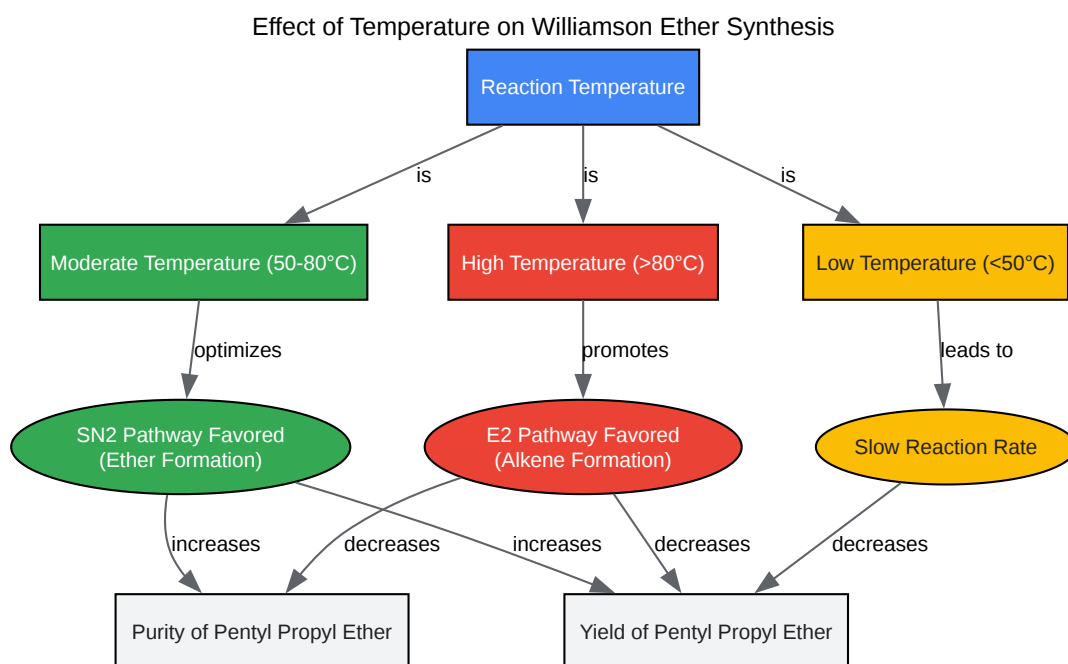 Effect of Temperature on Williamson Ether Synthesis
Reaction Temperature
is
is
is
Moderate Temperature (50-80°C)
High Temperature (>80°C)
Low Temperature (<50°C)
optimizes
promotes
leads to
SN2 Pathway Favored
(Ether Formation)
E2 Pathway Favored
(Alkene Formation)
Slow Reaction Rate
increases
decreases
increases
decreases
decreases
Purity of Pentyl Propyl Ether
Yield of Pentyl Propyl Ether